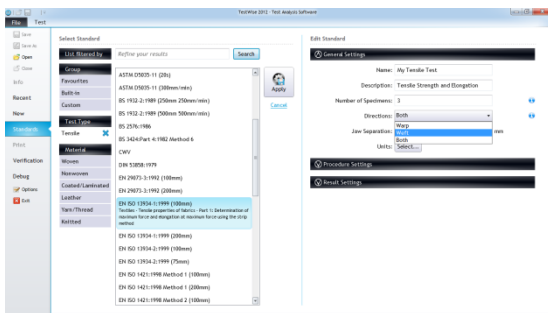 TestWise 2012 - Test Analysis Software
File Test
Save
Save As
Open
Close
Info
Recent
New
Standards
Print
Verification
Debug
Options
Exit
Select Standard
List filtered by
Group
Favourites
Built-in
Custom
Test Type
Tensile
Material
Woven
Nonwoven
Coated/Laminated
Leather
Yarn/Thread
Knitted
Refine your results Search
ASTM D5035-11 (20s)
ASTM D5035-11 (300mm/min)
BS 1932-2:1989 (250mm 250mm/min)
BS 1932-2:1989 (500mm 500mm/min)
BS 2576:1986
BS 3424:Part 4:1982 Method 6
CWV
DIN 53858:1979
EN 29073-3:1992 (100mm)
EN 29073-3:1992 (200mm)
EN ISO 13934-1:1999 (100mm)
Textiles - Tensile properties of fabrics - Part 1: Determination of
maximum force and elongation at maximum force using the strip
method
EN ISO 13934-1:1999 (200mm)
EN ISO 13934-2:1999 (100mm)
EN ISO 13934-2:1999 (75mm)
EN ISO 1421:1998 Method 1 (100mm)
EN ISO 1421:1998 Method 1 (200mm)
EN ISO 1421:1998 Method 2 (100mm)
Apply
Cancel
Edit Standard
General Settings
Name: My Tensile Test
Description: Tensile Strength and Elongation
Number of Specimens: 3
Directions: Both
Warp
Weft
Both
Jaw Separation: mm
Units: Select...
Procedure Settings
Result Settings